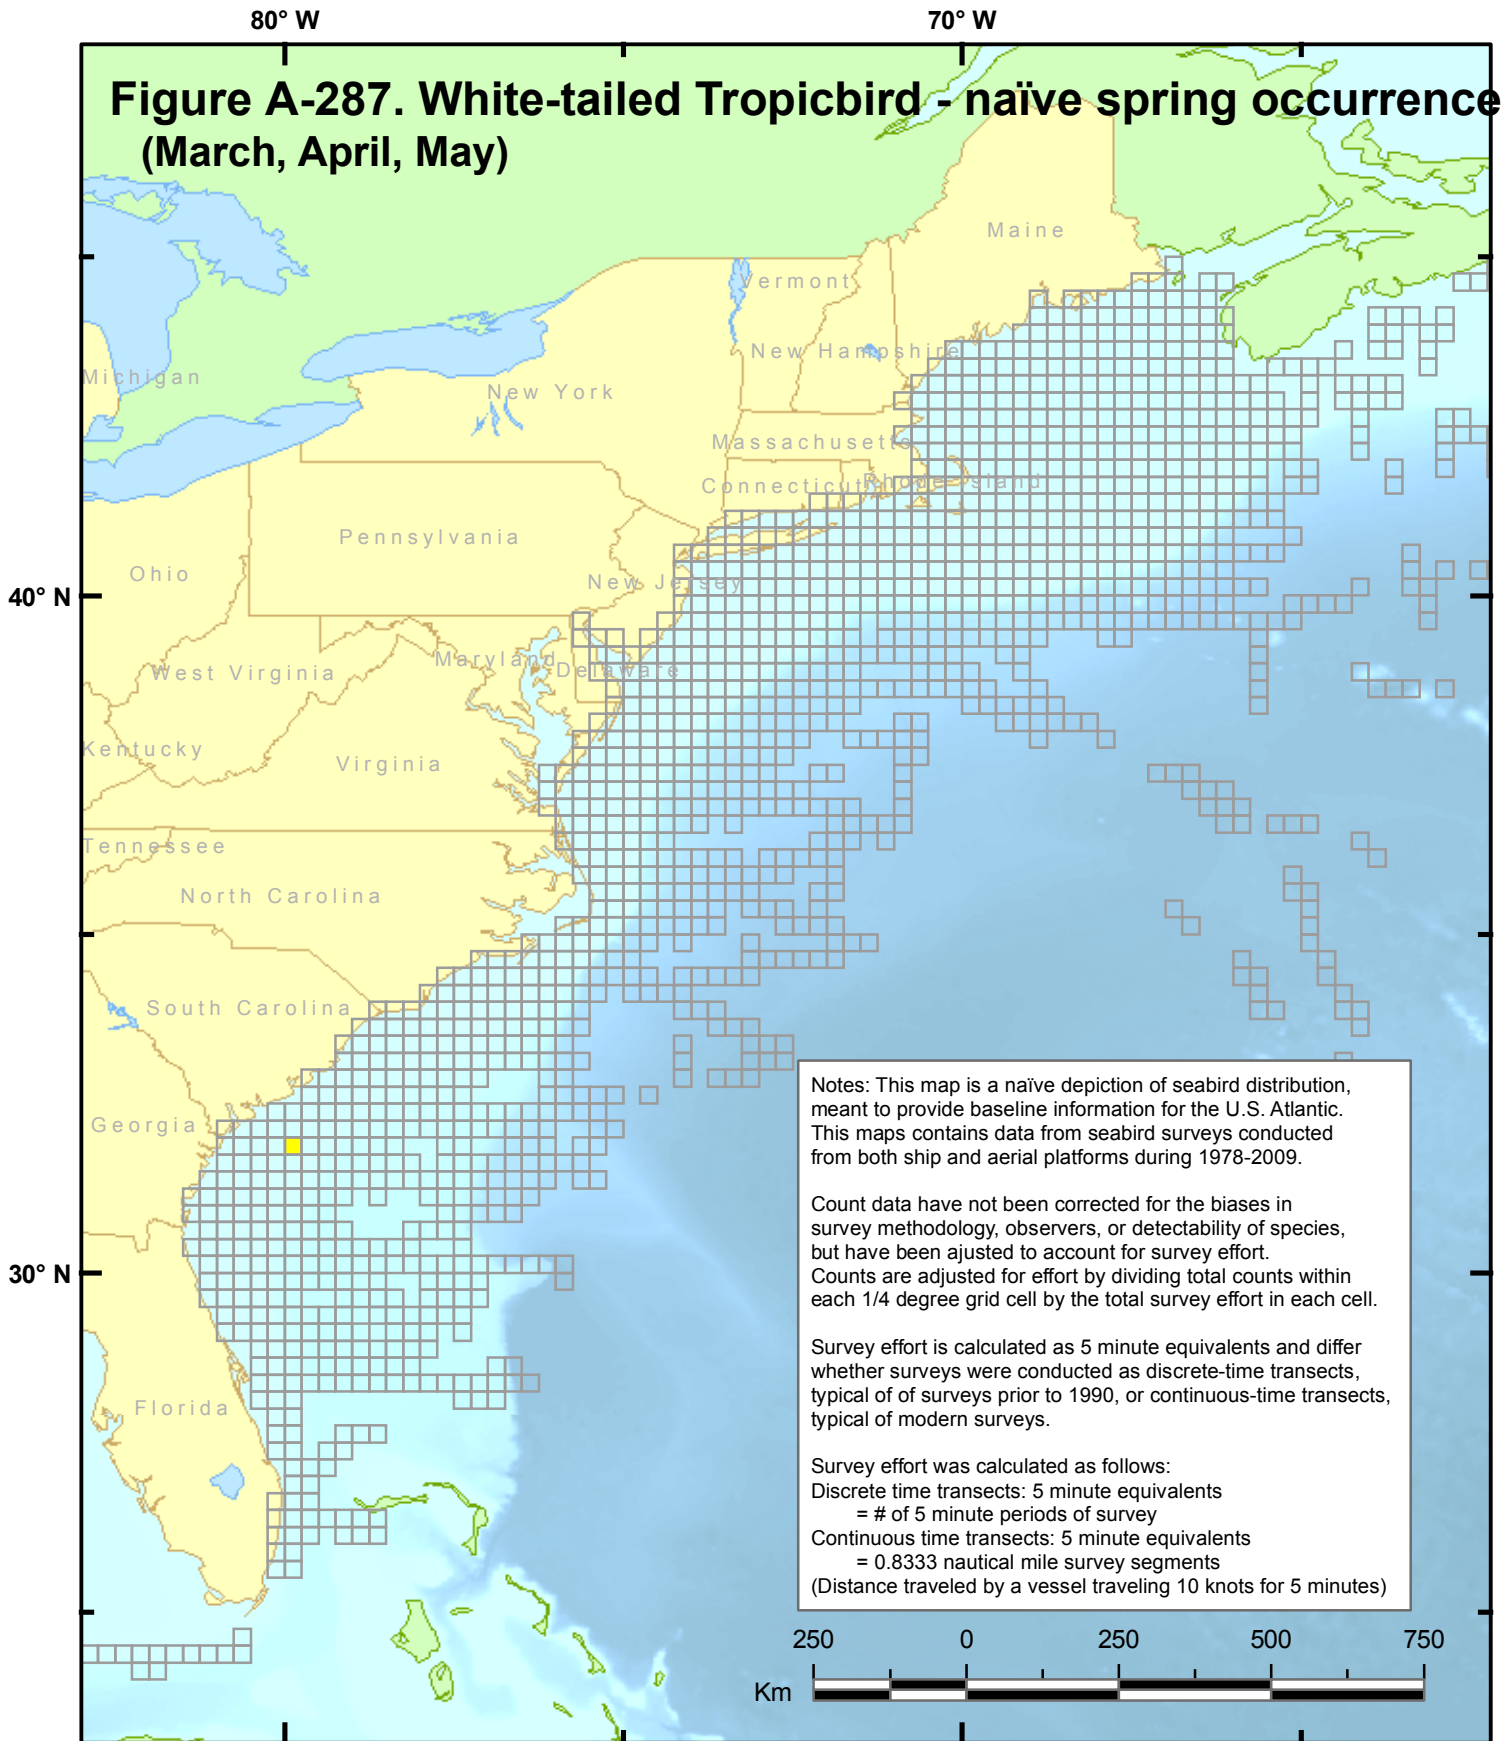 80° W
70° W
Figure A-287. White-tailed Tropicbird - naïve spring occurrence
(March, April, May)
Maine
Vermont
New Hampshire
Michigan
New York
Massachusetts
Connecticut
Rhode Island
Pennsylvania
Ohio
New Jersey
40° N
Maryland
Delaware
West Virginia
Kentucky
Virginia
Tennessee
North Carolina
South Carolina
Georgia
30° N
Florida
Notes: This map is a naïve depiction of seabird distribution,
meant to provide baseline information for the U.S. Atlantic.
This maps contains data from seabird surveys conducted
from both ship and aerial platforms during 1978-2009.
Count data have not been corrected for the biases in
survey methodology, observers, or detectability of species,
but have been ajusted to account for survey effort.
Counts are adjusted for effort by dividing total counts within
each 1/4 degree grid cell by the total survey effort in each cell.
Survey effort is calculated as 5 minute equivalents and differ
whether surveys were conducted as discrete-time transects,
typical of of surveys prior to 1990, or continuous-time transects,
typical of modern surveys.
Survey effort was calculated as follows:
Discrete time transects: 5 minute equivalents
= # of 5 minute periods of survey
Continuous time transects: 5 minute equivalents
= 0.8333 nautical mile survey segments
(Distance traveled by a vessel traveling 10 knots for 5 minutes)
250 0 250 500 750
Km